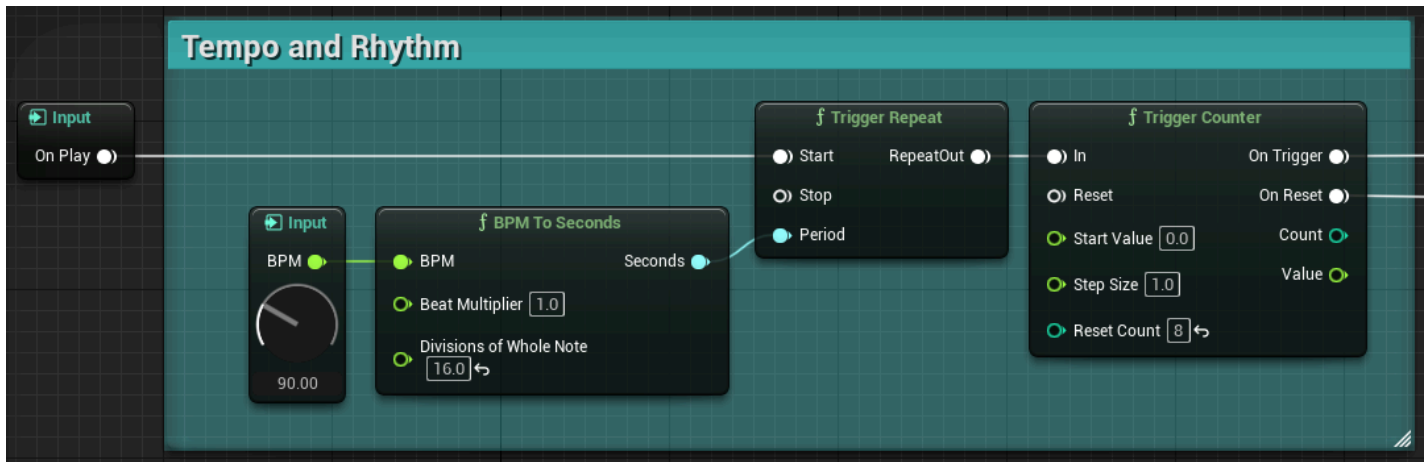 Tempo and Rhythm
Input
On Play
Input
BPM
90.00
ƒ BPM To Seconds
BPM
Seconds
Beat Multiplier 1.0
Divisions of Whole Note
16.0
ƒ Trigger Repeat
Start RepeatOut
Stop
Period
ƒ Trigger Counter
In On Trigger
Reset On Reset
Start Value 0.0 Count
Step Size 1.0 Value
Reset Count 8